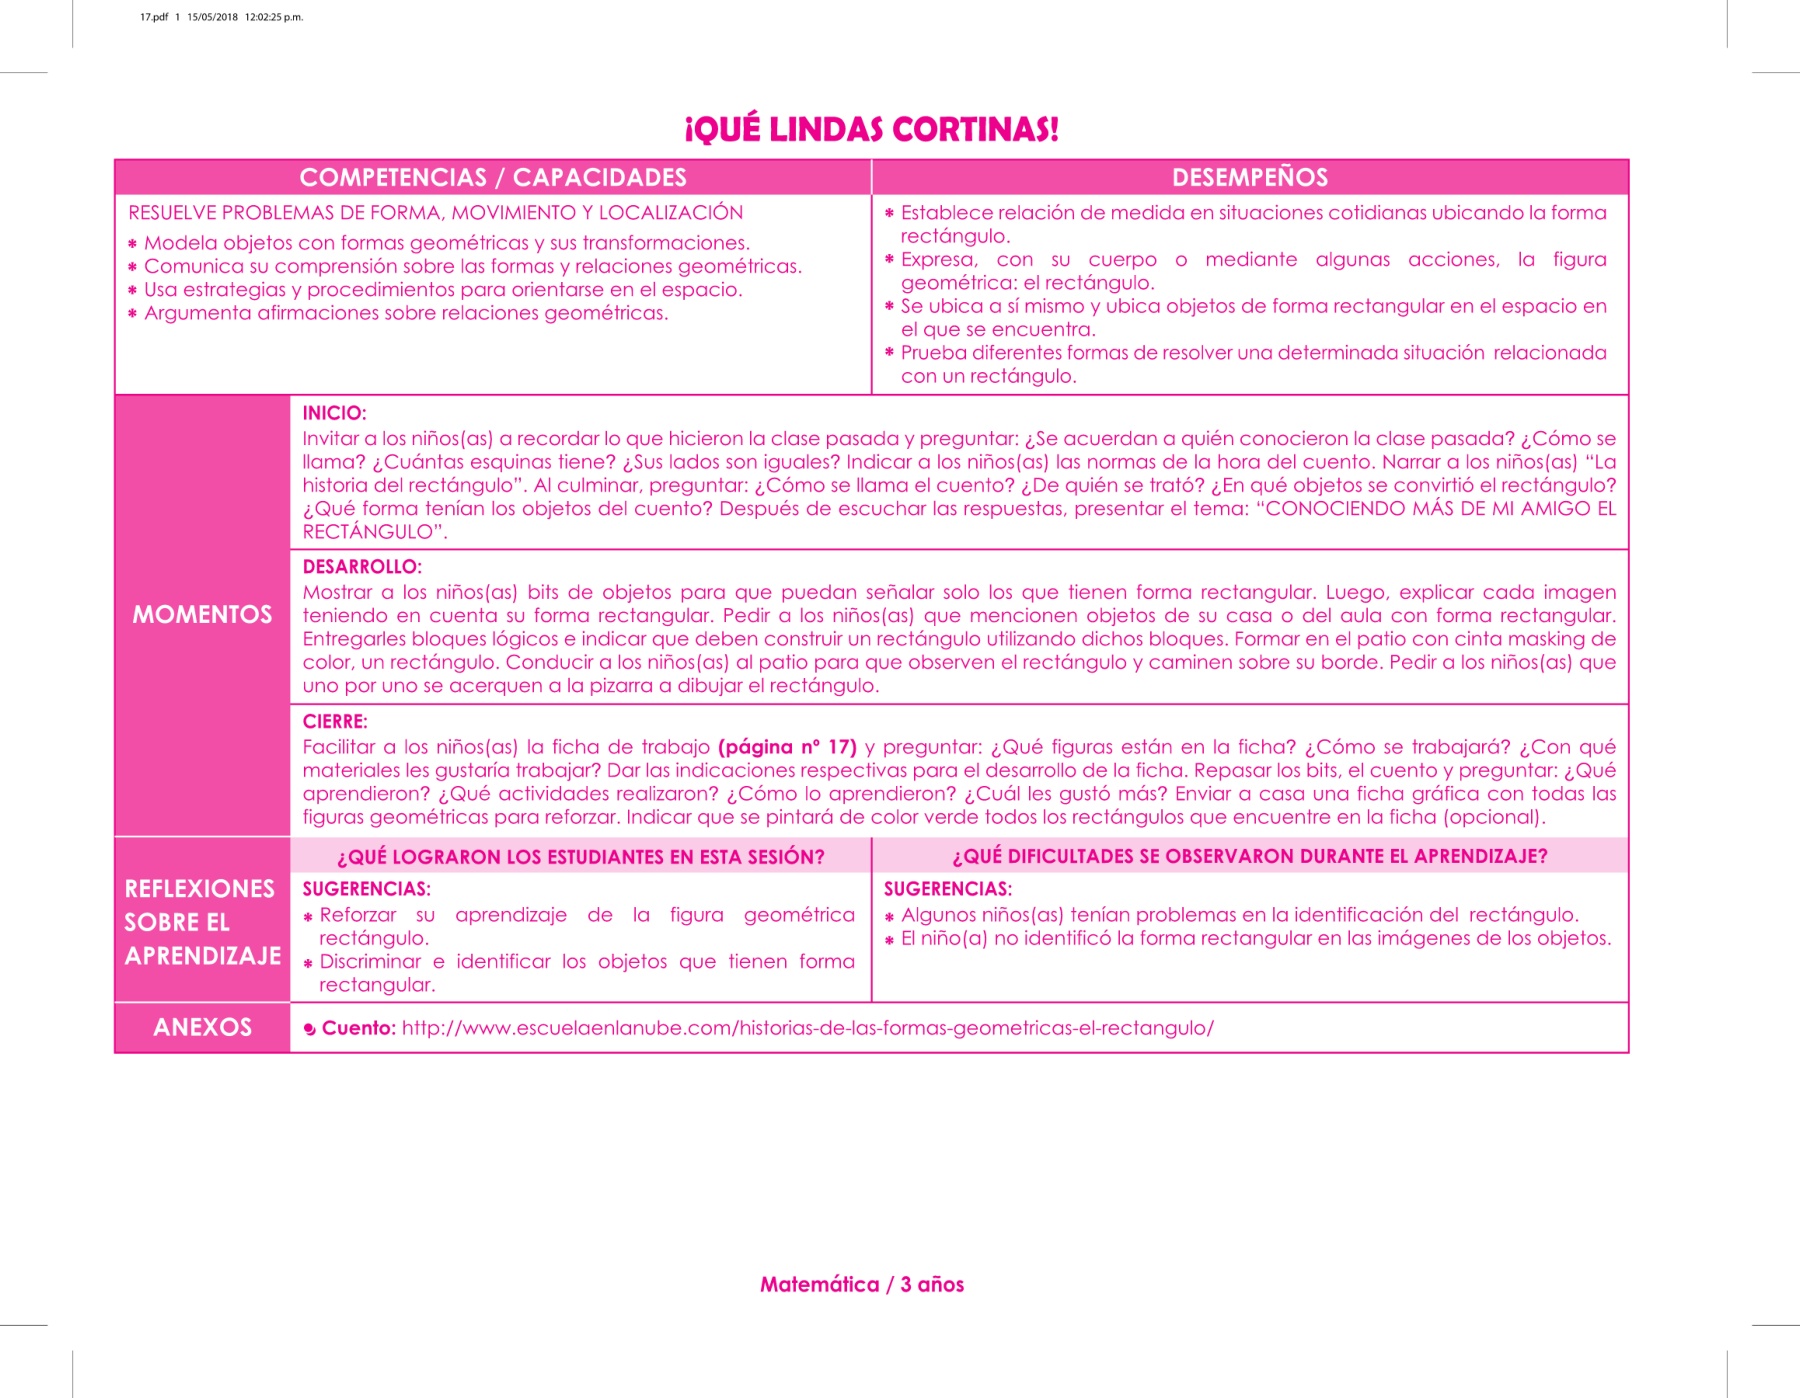 17.pdf 1 15/05/2018 12:02:25 p.m.
¡QUÉ LINDAS CORTINAS!
COMPETENCIAS / CAPACIDADES
RESUELVE PROBLEMAS DE FORMA, MOVIMIENTO Y LOCALIZACIÓN
* Modela objetos con formas geométricas y sus transformaciones.
* Comunica su comprensión sobre las formas y relaciones geométricas.
* Usa estrategias y procedimientos para orientarse en el espacio.
* Argumenta afirmaciones sobre relaciones geométricas.
DESEMPEÑOS
* Establece relación de medida en situaciones cotidianas ubicando la forma
rectángulo.
* Expresa, con su cuerpo o mediante algunas acciones, la figura
geométrica: el rectángulo.
* Se ubica a sí mismo y ubica objetos de forma rectangular en el espacio en
el que se encuentra.
* Prueba diferentes formas de resolver una determinada situación relacionada
con un rectángulo.
MOMENTOS
INICIO:
Invitar a los niños(as) a recordar lo que hicieron la clase pasada y preguntar: ¿Se acuerdan a quién conocieron la clase pasada? ¿Cómo se
llama? ¿Cuántas esquinas tiene? ¿Sus lados son iguales? Indicar a los niños(as) las normas de la hora del cuento. Narrar a los niños(as) “La
historia del rectángulo”. Al culminar, preguntar: ¿Cómo se llama el cuento? ¿De quién se trató? ¿En qué objetos se convirtió el rectángulo?
¿Qué forma tenían los objetos del cuento? Después de escuchar las respuestas, presentar el tema: “CONOCIENDO MÁS DE MI AMIGO EL
RECTÁNGULO”.
DESARROLLO:
Mostrar a los niños(as) bits de objetos para que puedan señalar solo los que tienen forma rectangular. Luego, explicar cada imagen
teniendo en cuenta su forma rectangular. Pedir a los niños(as) que mencionen objetos de su casa o del aula con forma rectangular.
Entregarles bloques lógicos e indicar que deben construir un rectángulo utilizando dichos bloques. Formar en el patio con cinta masking de
color, un rectángulo. Conducir a los niños(as) al patio para que observen el rectángulo y caminen sobre su borde. Pedir a los niños(as) que
uno por uno se acerquen a la pizarra a dibujar el rectángulo.
CIERRE:
Facilitar a los niños(as) la ficha de trabajo (página nº 17) y preguntar: ¿Qué figuras están en la ficha? ¿Cómo se trabajará? ¿Con qué
materiales les gustaría trabajar? Dar las indicaciones respectivas para el desarrollo de la ficha. Repasar los bits, el cuento y preguntar: ¿Qué
aprendieron? ¿Qué actividades realizaron? ¿Cómo lo aprendieron? ¿Cuál les gustó más? Enviar a casa una ficha gráfica con todas las
figuras geométricas para reforzar. Indicar que se pintará de color verde todos los rectángulos que encuentre en la ficha (opcional).
REFLEXIONES
SOBRE EL
APRENDIZAJE
¿QUÉ LOGRARON LOS ESTUDIANTES EN ESTA SESIÓN?
SUGERENCIAS:
* Reforzar su aprendizaje de la figura geométrica
rectángulo.
* Discriminar e identificar los objetos que tienen forma
rectangular.
¿QUÉ DIFICULTADES SE OBSERVARON DURANTE EL APRENDIZAJE?
SUGERENCIAS:
* Algunos niños(as) tenían problemas en la identificación del rectángulo.
* El niño(a) no identificó la forma rectangular en las imágenes de los objetos.
ANEXOS
Cuento: http://www.escuelaenlanube.com/historias-de-las-formas-geometricas-el-rectangulo/
Matemática / 3 años